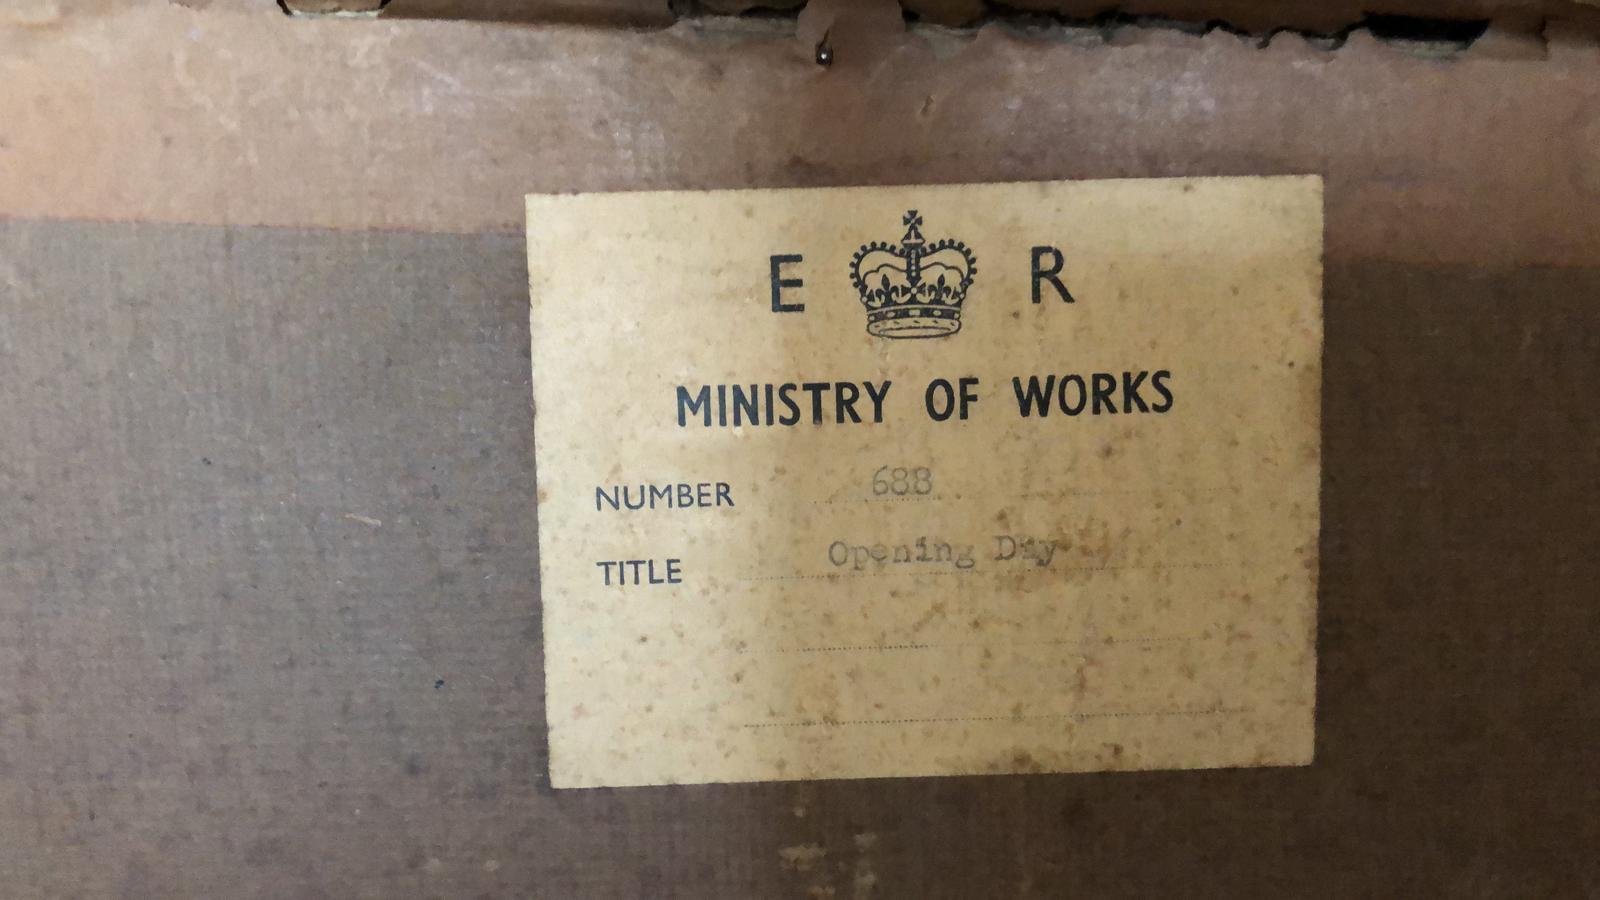 E R
MINISTRY OF WORKS
NUMBER 688
TITLE Opening Day